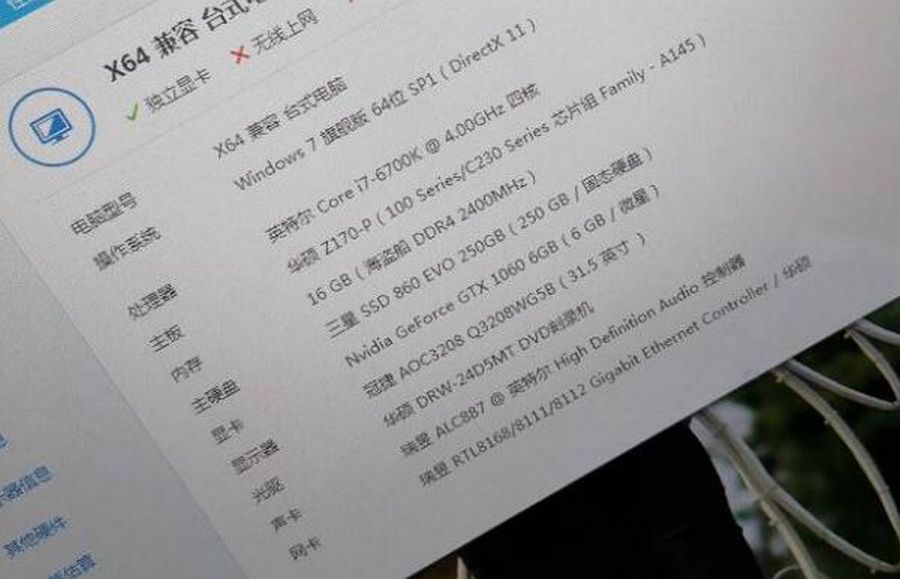 X64 兼容 台式电
独立显卡 无线上网
电脑型号 X64 兼容 台式电脑
操作系统 Windows 7 旗舰版 64位 SP1 ( DirectX 11 )
处理器 英特尔 Core i7-6700K @ 4.00GHz 四核
主板 华硕 Z170-P ( 100 Series/C230 Series 芯片组 Family - A145 )
内存 16 GB ( 海盗船 DDR4 2400MHz )
主硬盘 三星 SSD 860 EVO 250GB ( 250 GB / 固态硬盘 )
显卡 Nvidia GeForce GTX 1060 6GB ( 6 GB / 微星 )
显示器 冠捷 AOC3208 Q3208WG5B ( 31.5 英寸 )
光驱 华硕 DRW-24D5MT DVD刻录机
声卡 瑞昱 ALC887 @ 英特尔 High Definition Audio 控制器
网卡 瑞昱 RTL8168/8111/8112 Gigabit Ethernet Controller / 华硕
示器信息
其他硬件
估算